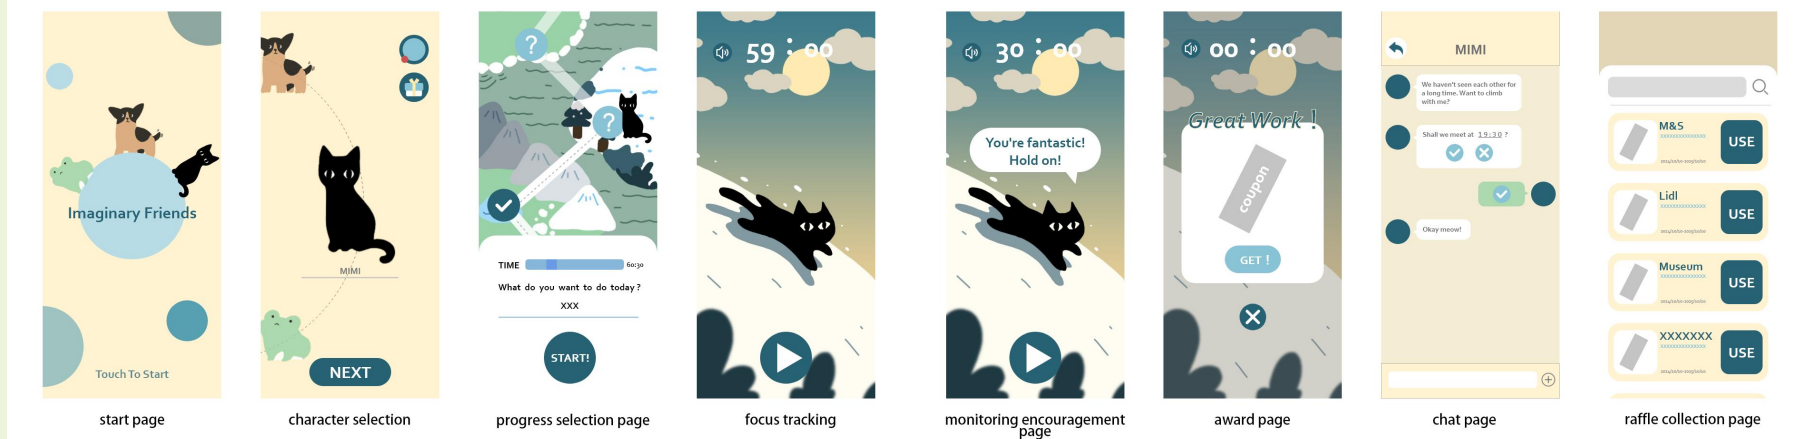 Imaginary Friends
Touch To Start
start page
MIMI
NEXT
character selection
?
?
TIME
60:30
What do you want to do today?
XXX
START!
progress selection page
59 : 00
focus tracking
30 : 00
You're fantastic!
Hold on!
monitoring encouragement
page
00 : 00
Great Work !
coupon
GET !
award page
MIMI
We haven't seen each other for
a long time. Want to climb
with me?
Shall we meet at 19:30 ?
Okay meow!
chat page
M&S
USE
Lidl
USE
Museum
USE
XXXXXXX
USE
raffle collection page